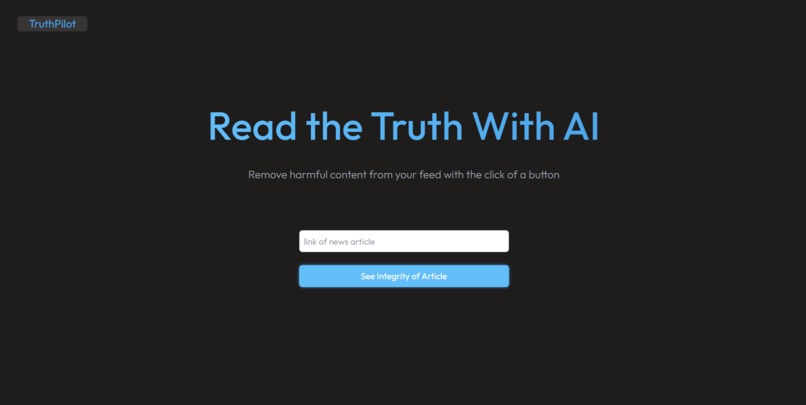 TruthPilot
Read the Truth With AI
Remove harmful content from your feed with the click of a button
link of news article
See Integrity of Article